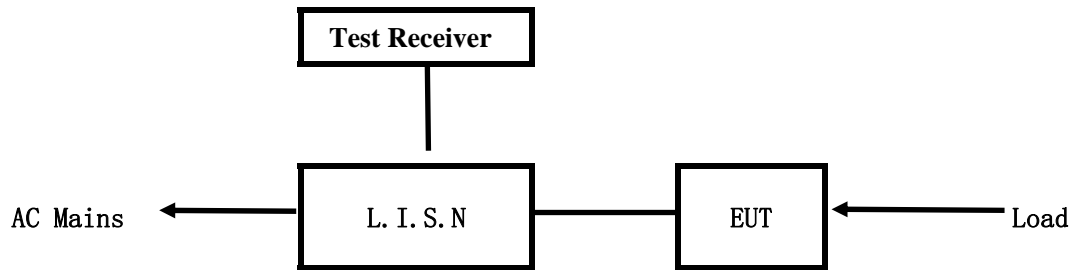 Test Receiver
AC Mains
L.I.S.N
EUT
Load